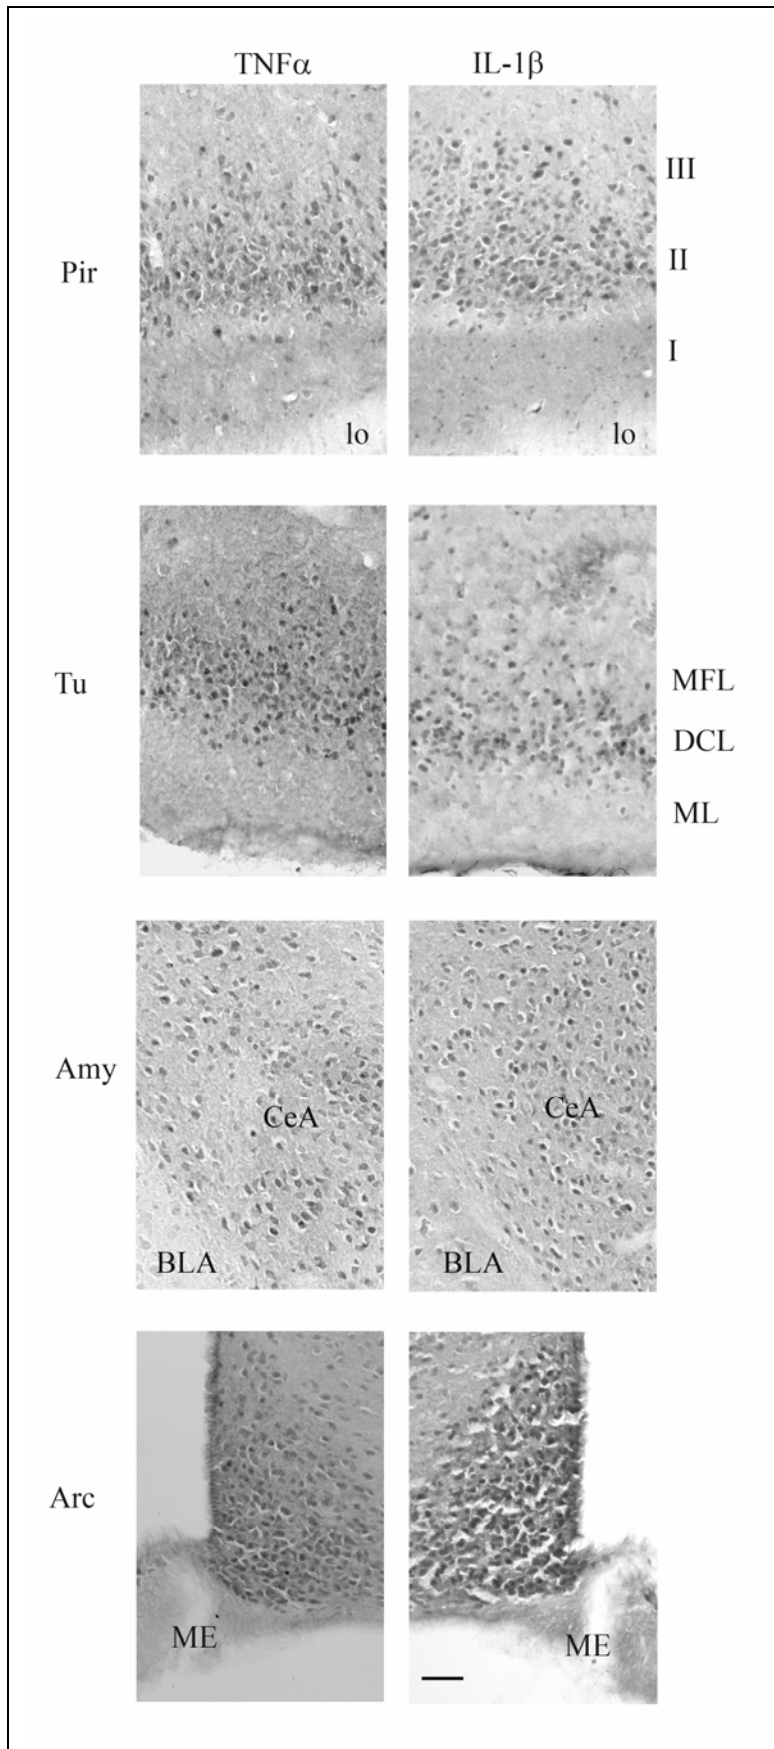 TNFα IL-1β
III
II
Pir
I
lo lo
Tu
MFL
DCL
ML
Amy
CeA CeA
BLA BLA
Arc
ME ME